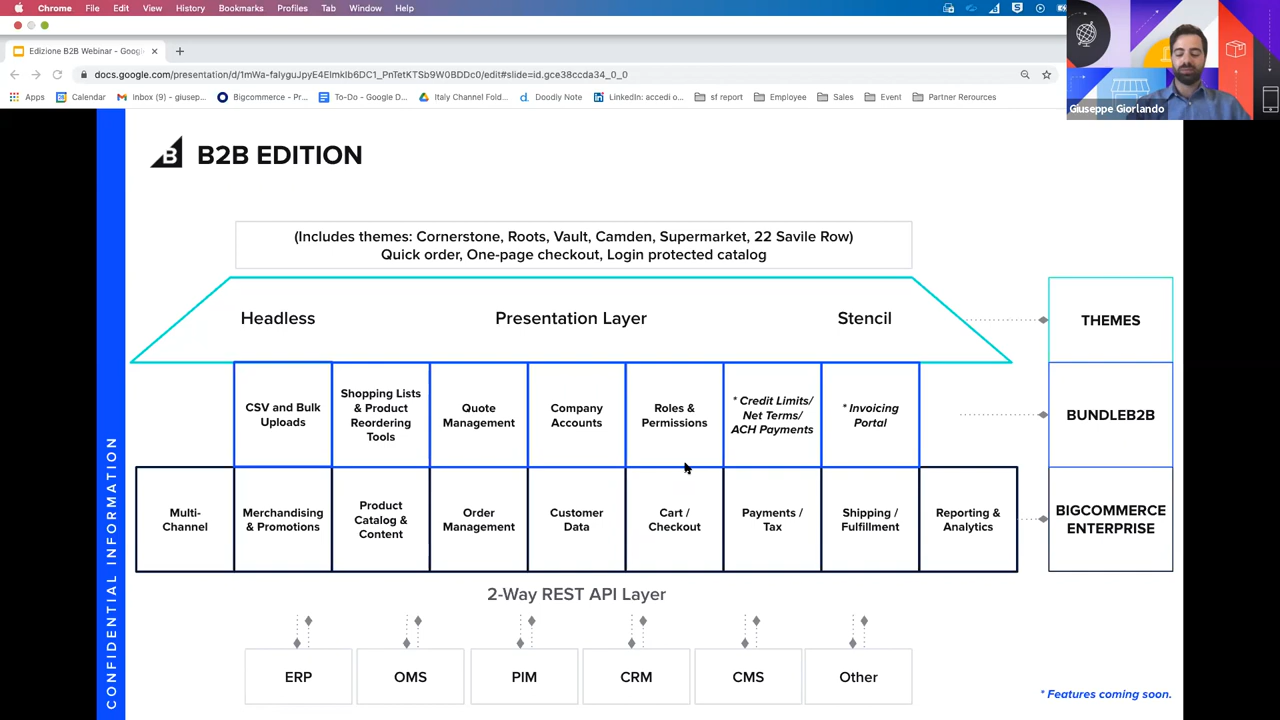 Chrome File Edit View History Bookmarks Profiles Tab Window Help
Edizione B2B Webinar - Google
docs.google.com/presentation/d/1mWa-falyguJpyE4EImkIb6DC1_PnTetKTSb9W0BDDc0/edit#slide=id.gce38ccda34_0_0
Apps Calendar Inbox (9) - giusep... Bigcommerce - Pr... To-Do - Google D... Italy Channel Fold... Doodly Note LinkedIn: accedi o... sf report Employee Sales Event Partner Rerources
Giuseppe Giorlando
B B2B EDITION
(Includes themes: Cornerstone, Roots, Vault, Camden, Supermarket, 22 Savile Row)
Quick order, One-page checkout, Login protected catalog
Headless Presentation Layer Stencil
THEMES
CSV and Bulk
Uploads
Shopping Lists
& Product
Reordering
Tools
Quote
Management
Company
Accounts
Roles &
Permissions
* Credit Limits/
Net Terms/
ACH Payments
* Invoicing
Portal
BUNDLEB2B
Multi-
Channel
Merchandising
& Promotions
Product
Catalog &
Content
Order
Management
Customer
Data
Cart /
Checkout
Payments /
Tax
Shipping /
Fulfillment
Reporting &
Analytics
BIGCOMMERCE
ENTERPRISE
2-Way REST API Layer
ERP OMS PIM CRM CMS Other
* Features coming soon.
CONFIDENTIAL INFORMATION